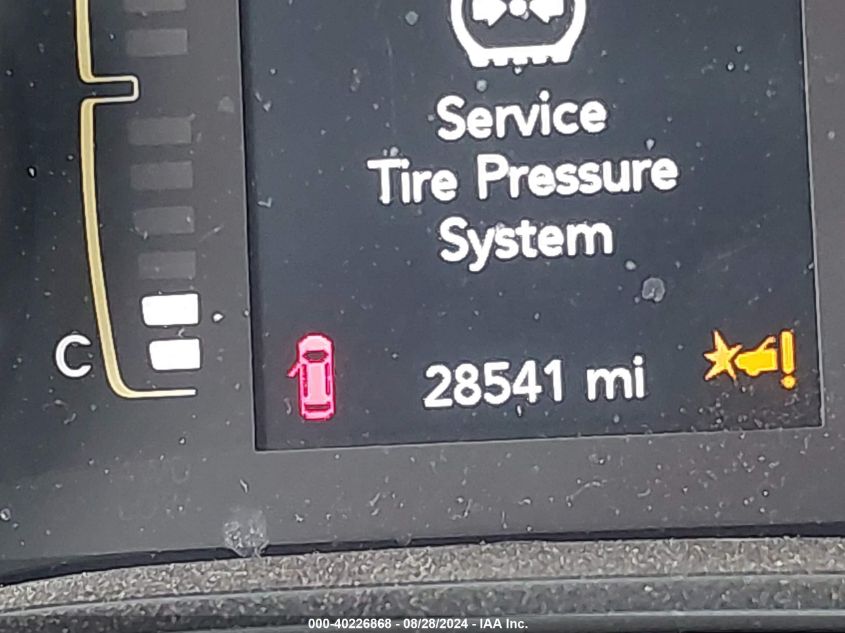 Service
Tire Pressure
System
C
28541 mi
000-40226868 - 08/28/2024 - IAA Inc.